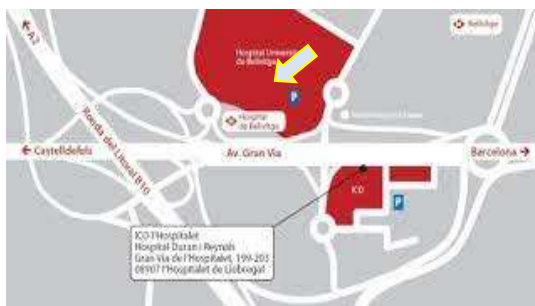 A2
Bellvitge
Hospital Universi
de Bellvitge
P
Hospital
de Bellvitge
Ronda del Litoral B10
Castelldefels
Av. Gran Via
Barcelona
ICO
P
ICO l'Hospitalet
Hospital Duran i Reynals
Gran Via de l'Hospitalet, 199-203
08907 l'Hospitalet de Llobregat